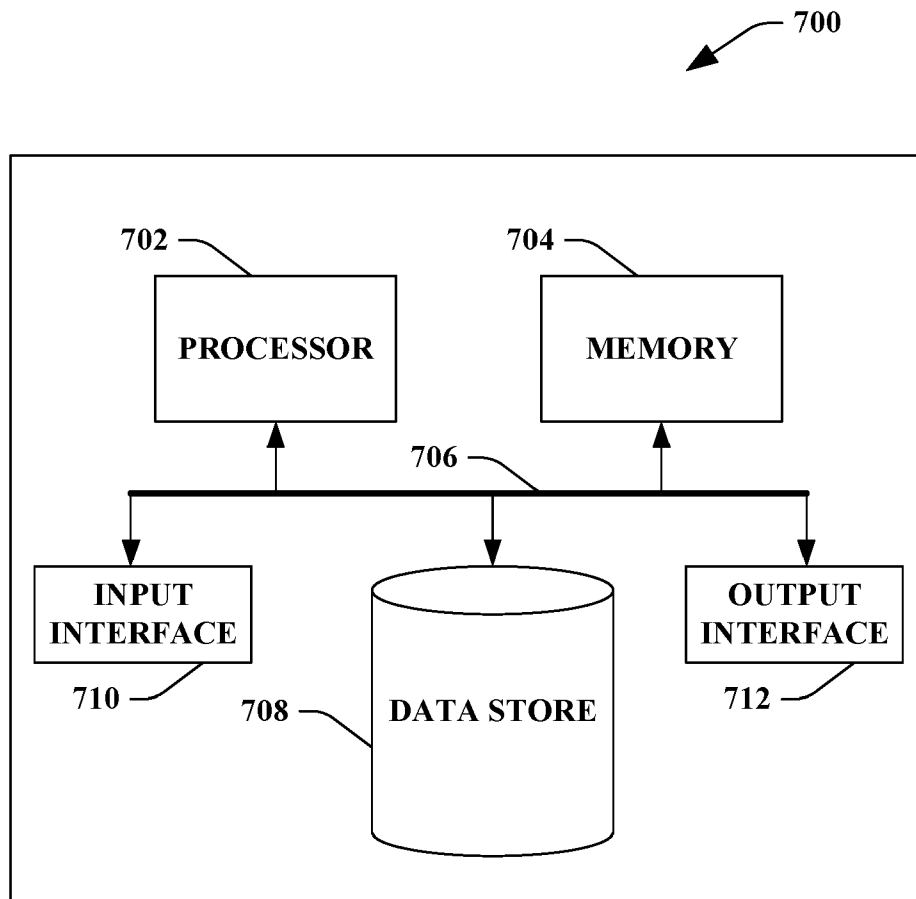 700
702
704
PROCESSOR
MEMORY
706
INPUT
INTERFACE
OUTPUT
INTERFACE
710
708
DATA STORE
712